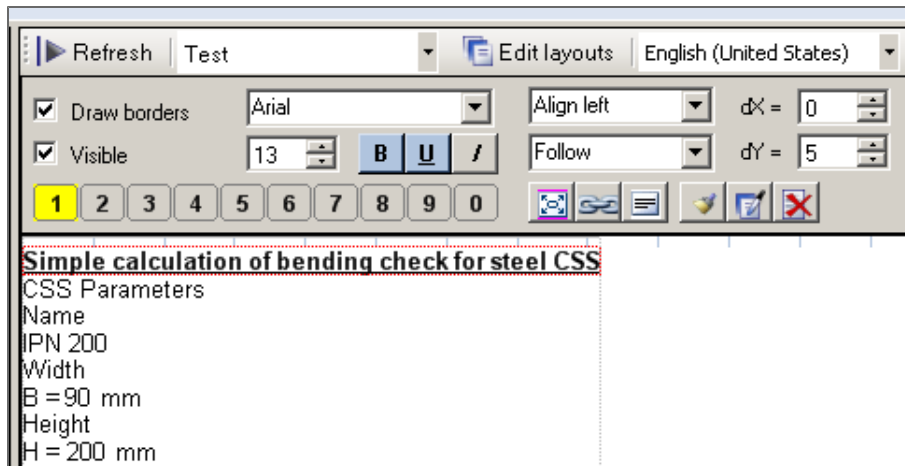 Refresh Test Edit layouts English (United States)
Draw borders Arial Align left dX = 0
Visible 13 B U I Follow dY = 5
1 2 3 4 5 6 7 8 9 0
Simple calculation of bending check for steel CSS
CSS Parameters
Name
IPN 200
Width
B = 90 mm
Height
H = 200 mm